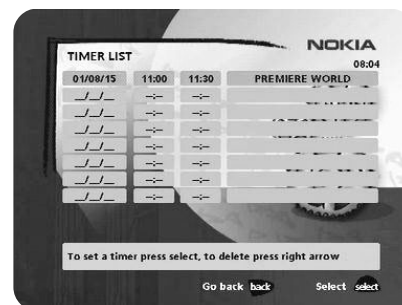 NOKIA
TIMER LIST
08:04
01/08/15 11:00 11:30 PREMIERE WORLD
_/_/_ --:-- --:--
_/_/_ --:-- --:--
_/_/_ --:-- --:--
_/_/_ --:-- --:--
_/_/_ --:-- --:--
_/_/_ --:-- --:--
To set a timer press select, to delete press right arrow
Go back back Select select